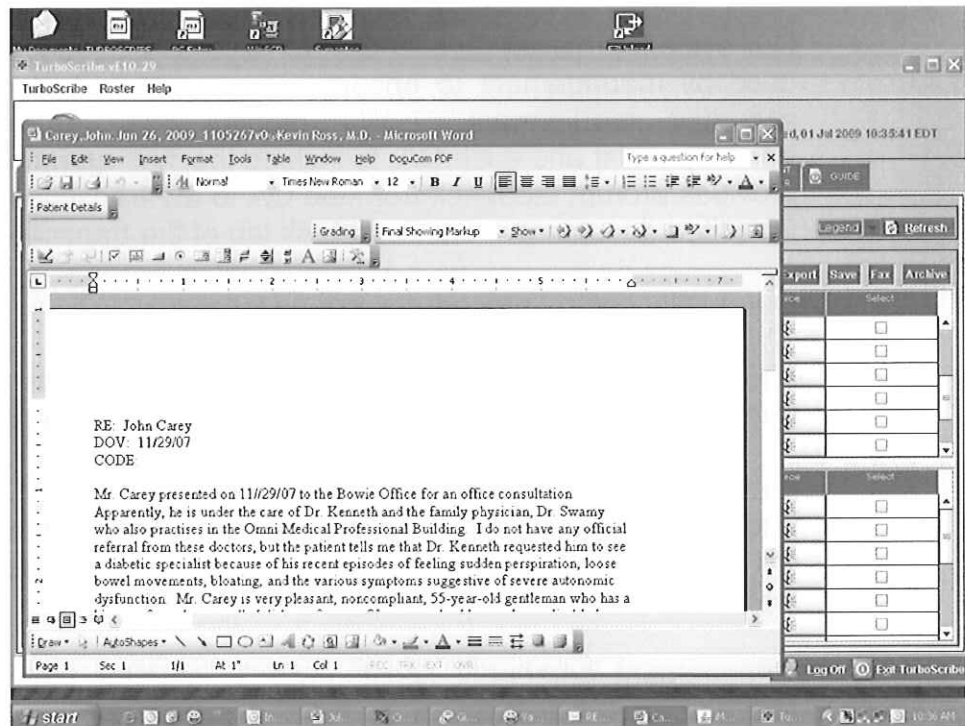 TurboScribe v1.10.29
TurboScribe Roster Help
Carey,John.Jun 26, 2009_1105267v0-Kevin Ross, M.D. - Microsoft Word
ed,01 Jul 2009 10:35:41 EDT
File Edit View Insert Format Tools Table Window Help DocuCom PDF Type a question for help
Normal Times New Roman 12 B I U
GUIDE
Patient Details
Grading Final Showing Markup Show
Legend Refresh
Export Save Fax Archive
Select
1 2 3 4 5 7
RE: John Carey
DOV: 11/29/07
CODE:
Mr. Carey presented on 11//29/07 to the Bowie Office for an office consultation
Apparently, he is under the care of Dr. Kenneth and the family physician, Dr. Swamy
who also practises in the Omni Medical Professional Building. I do not have any official
referral from these doctors, but the patient tells me that Dr. Kenneth requested him to see
a diabetic specialist because of his recent episodes of feeling sudden perspiration, loose
bowel movements, bloating, and the various symptoms suggestive of severe autonomic
dysfunction. Mr. Carey is very pleasant, noncompliant, 55-year-old gentleman who has a
Select
Draw AutoShapes
Page 1 Sec 1 1/1 At 1" Ln 1 Col 1 REC TRK EXT OVR
Log Off Exit TurboScribe
start 10:36 AM